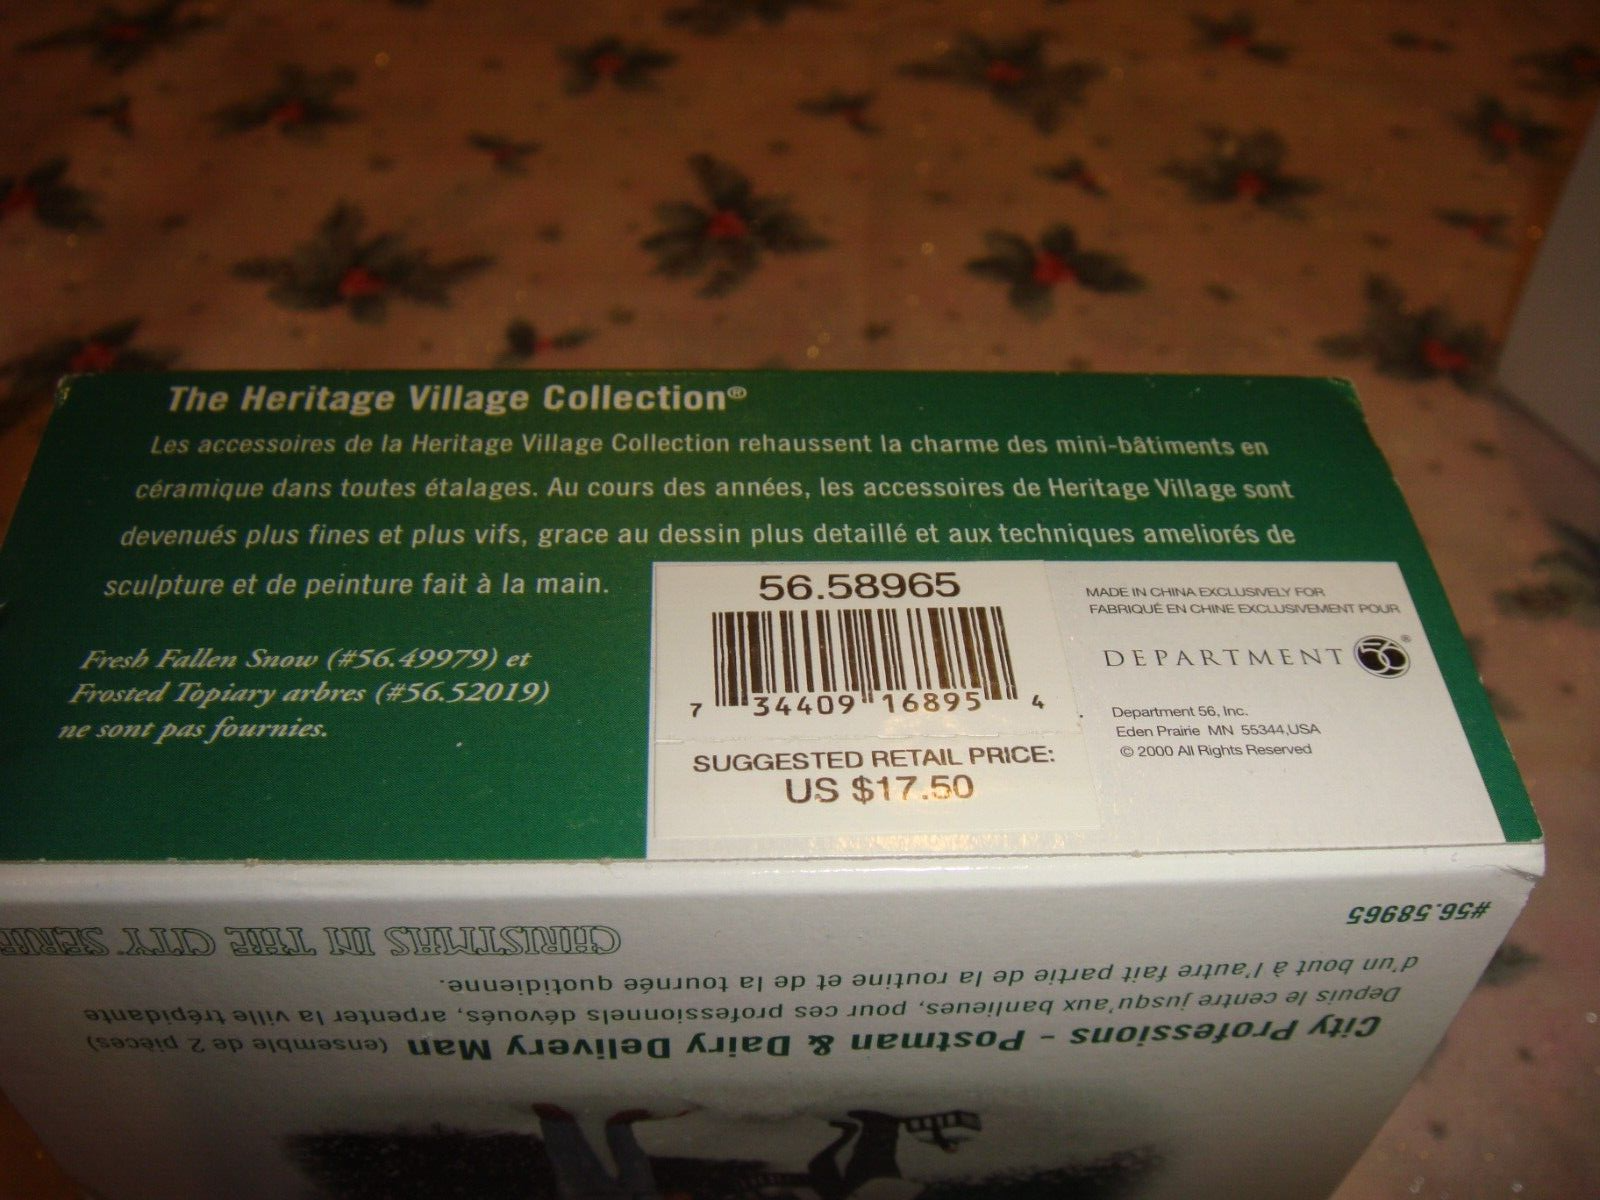 The Heritage Village Collection®
Les accessoires de la Heritage Village Collection rehaussent la charme des mini-bâtiments en
céramique dans toutes étalages. Au cours des années, les accessoires de Heritage Village sont
devenués plus fines et plus vifs, grace au dessin plus detaillé et aux techniques ameliorés de
sculpture et de peinture fait à la main.
Fresh Fallen Snow (#56.49979) et
Frosted Topiary arbres (#56.52019)
ne sont pas fournies.
56.58965
7 34409 16895 4
SUGGESTED RETAIL PRICE:
US $17.50
MADE IN CHINA EXCLUSIVELY FOR
FABRIQUÉ EN CHINE EXCLUSIVEMENT POUR
DEPARTMENT 56®
Department 56, Inc.
Eden Prairie MN 55344,USA
© 2000 All Rights Reserved
City Professions - Postman & Dairy Delivery Man (ensemble de 2 pièces)
Depuis le centre jusqu'aux banlieues, pour ces professionnels dévoués, arpenter la ville trépidante
d'un bout à l'autre fait partie de la routine et de la tournée quotidienne.
CHRISTMAS IN THE CITY
#56.58965